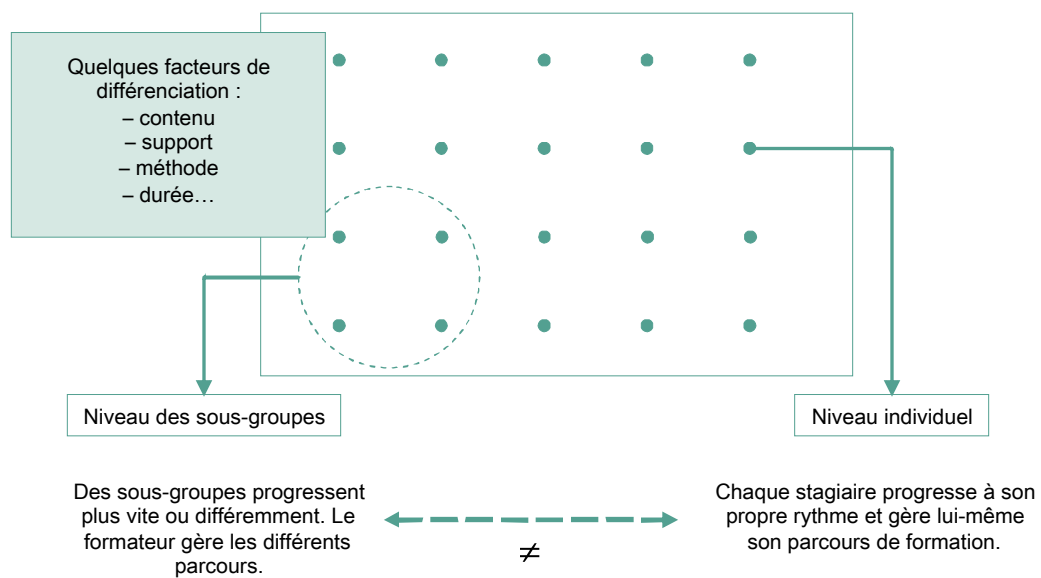 Quelques facteurs de
différenciation :
– contenu
– support
– méthode
– durée…
Niveau des sous-groupes
Niveau individuel
Des sous-groupes progressent
plus vite ou différemment. Le
formateur gère les différents
parcours.
≠
Chaque stagiaire progresse à son
propre rythme et gère lui-même
son parcours de formation.